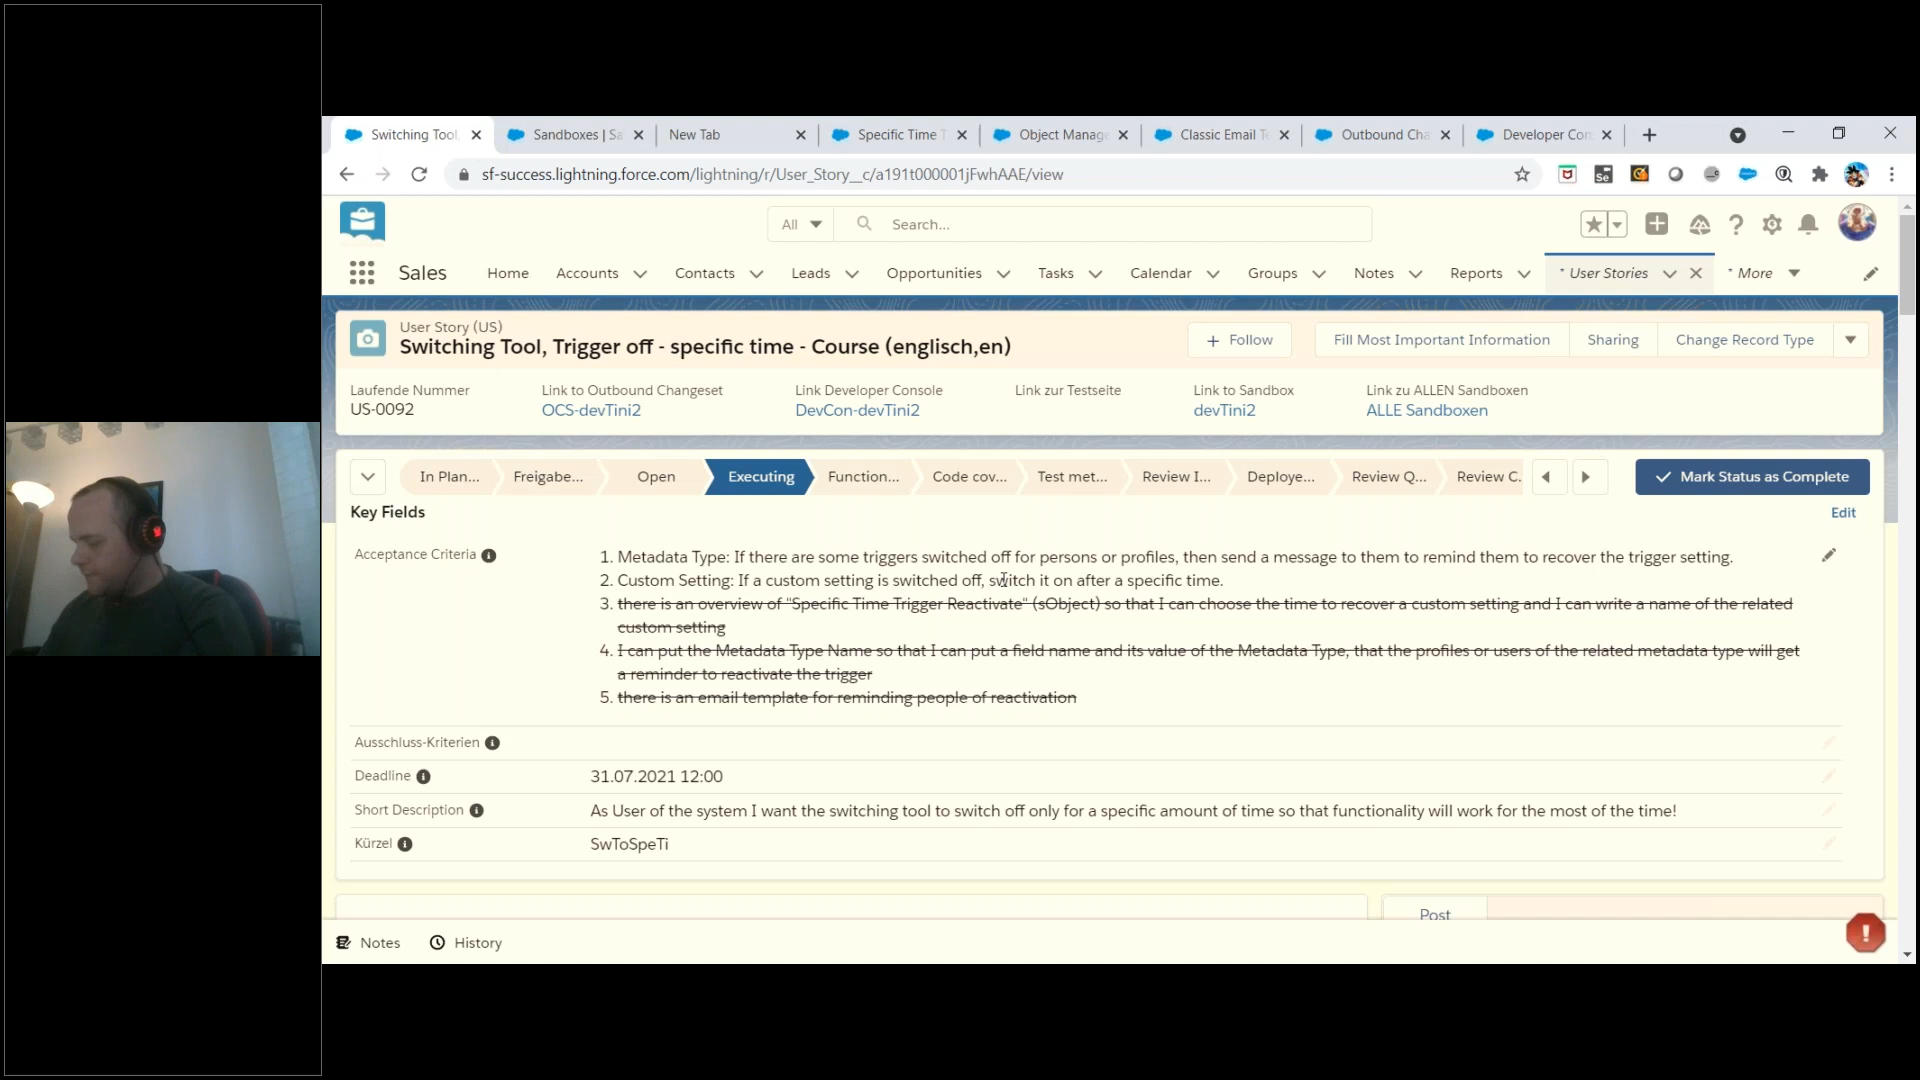 Switching Tool,
Sandboxes | Sa
New Tab
Specific Time T
Object Manage
Classic Email Te
Outbound Cha
Developer Con
sf-success.lightning.force.com/lightning/r/User_Story__c/a191t000001jFwhAAE/view
All
Search...
Sales
Home
Accounts
Contacts
Leads
Opportunities
Tasks
Calendar
Groups
Notes
Reports
* User Stories
* More
User Story (US)
Switching Tool, Trigger off - specific time - Course (englisch,en)
Follow
Fill Most Important Information
Sharing
Change Record Type
Laufende Nummer
US-0092
Link to Outbound Changeset
OCS-devTini2
Link Developer Console
DevCon-devTini2
Link zur Testseite
Link to Sandbox
devTini2
Link zu ALLEN Sandboxen
ALLE Sandboxen
In Plan...
Freigabe...
Open
Executing
Function...
Code cov...
Test met...
Review I...
Deploye...
Review Q...
Review C.
Mark Status as Complete
Key Fields
Edit
Acceptance Criteria
1. Metadata Type: If there are some triggers switched off for persons or profiles, then send a message to them to remind them to recover the trigger setting.
2. Custom Setting: If a custom setting is switched off, switch it on after a specific time.
3. there is an overview of "Specific Time Trigger Reactivate" (sObject) so that I can choose the time to recover a custom setting and I can write a name of the related
custom setting
4. I can put the Metadata Type Name so that I can put a field name and its value of the Metadata Type, that the profiles or users of the related metadata type will get
a reminder to reactivate the trigger
5. there is an email template for reminding people of reactivation
Ausschluss-Kriterien
Deadline
31.07.2021 12:00
Short Description
As User of the system I want the switching tool to switch off only for a specific amount of time so that functionality will work for the most of the time!
Kürzel
SwToSpeTi
Post
Notes
History